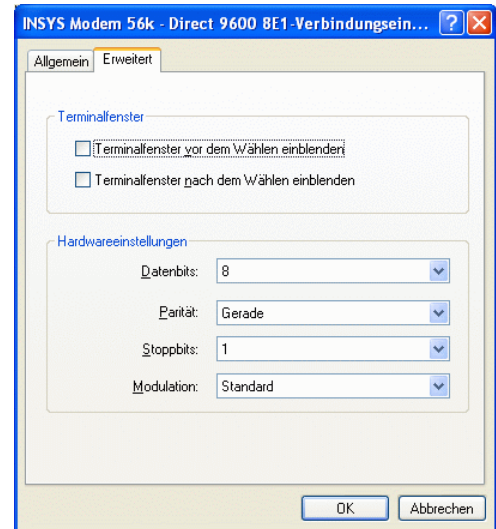 INSYS Modem 56k - Direct 9600 8E1-Verbindungsein...
Allgemein Erweitert
Terminalfenster
Terminalfenster vor dem Wählen einblenden
Terminalfenster nach dem Wählen einblenden
Hardwareeinstellungen
Datenbits: 8
Parität: Gerade
Stoppbits: 1
Modulation: Standard
OK Abbrechen